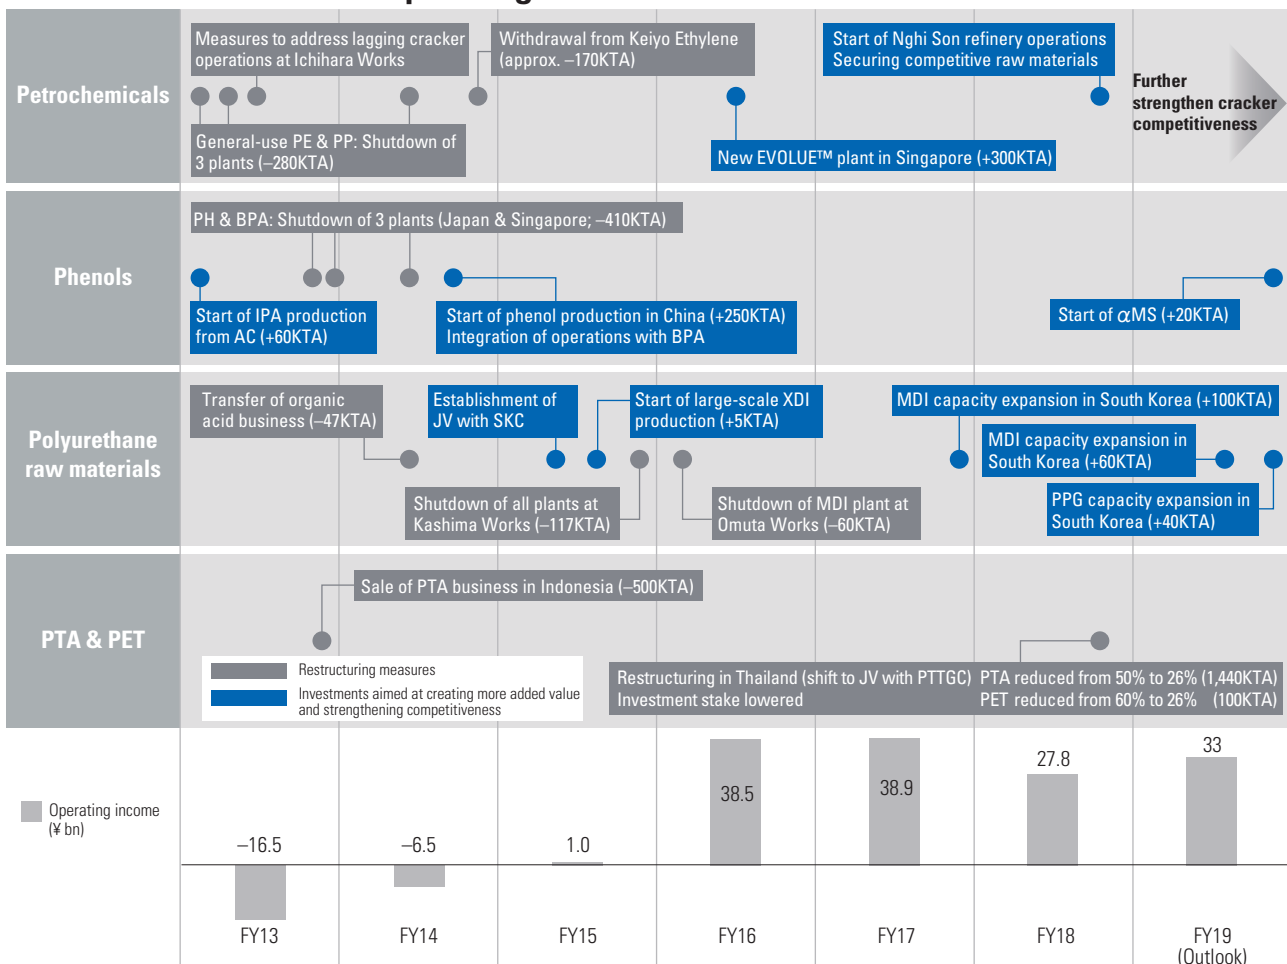 Petrochemicals
Measures to address lagging cracker
operations at Ichihara Works
Withdrawal from Keiyo Ethylene
(approx. –170KTA)
Start of Nghi Son refinery operations
Securing competitive raw materials
Further
strengthen cracker
competitiveness
General-use PE & PP: Shutdown of
3 plants (–280KTA)
New EVOLUE™ plant in Singapore (+300KTA)
Phenols
PH & BPA: Shutdown of 3 plants (Japan & Singapore; –410KTA)
Start of IPA production
from AC (+60KTA)
Start of phenol production in China (+250KTA)
Integration of operations with BPA
Start of αMS (+20KTA)
Polyurethane
raw materials
Transfer of organic
acid business (–47KTA)
Establishment of
JV with SKC
Start of large-scale XDI
production (+5KTA)
MDI capacity expansion in South Korea (+100KTA)
MDI capacity expansion in
South Korea (+60KTA)
Shutdown of all plants at
Kashima Works (–117KTA)
Shutdown of MDI plant at
Omuta Works (–60KTA)
PPG capacity expansion in
South Korea (+40KTA)
PTA & PET
Sale of PTA business in Indonesia (–500KTA)
Restructuring measures
Investments aimed at creating more added value
and strengthening competitiveness
Restructuring in Thailand (shift to JV with PTTGC) PTA reduced from 50% to 26% (1,440KTA)
Investment stake lowered PET reduced from 60% to 26% (100KTA)
Operating income
(¥ bn)
–16.5
–6.5
1.0
38.5
38.9
27.8
33
FY13
FY14
FY15
FY16
FY17
FY18
FY19
(Outlook)